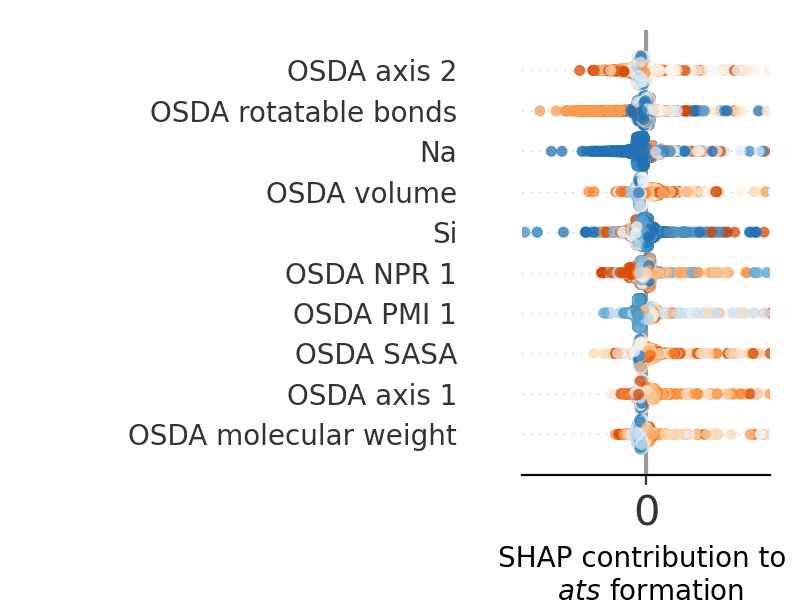 OSDA axis 2
OSDA rotatable bonds
Na
OSDA volume
Si
OSDA NPR 1
OSDA PMI 1
OSDA SASA
OSDA axis 1
OSDA molecular weight
0
SHAP contribution to
ats formation